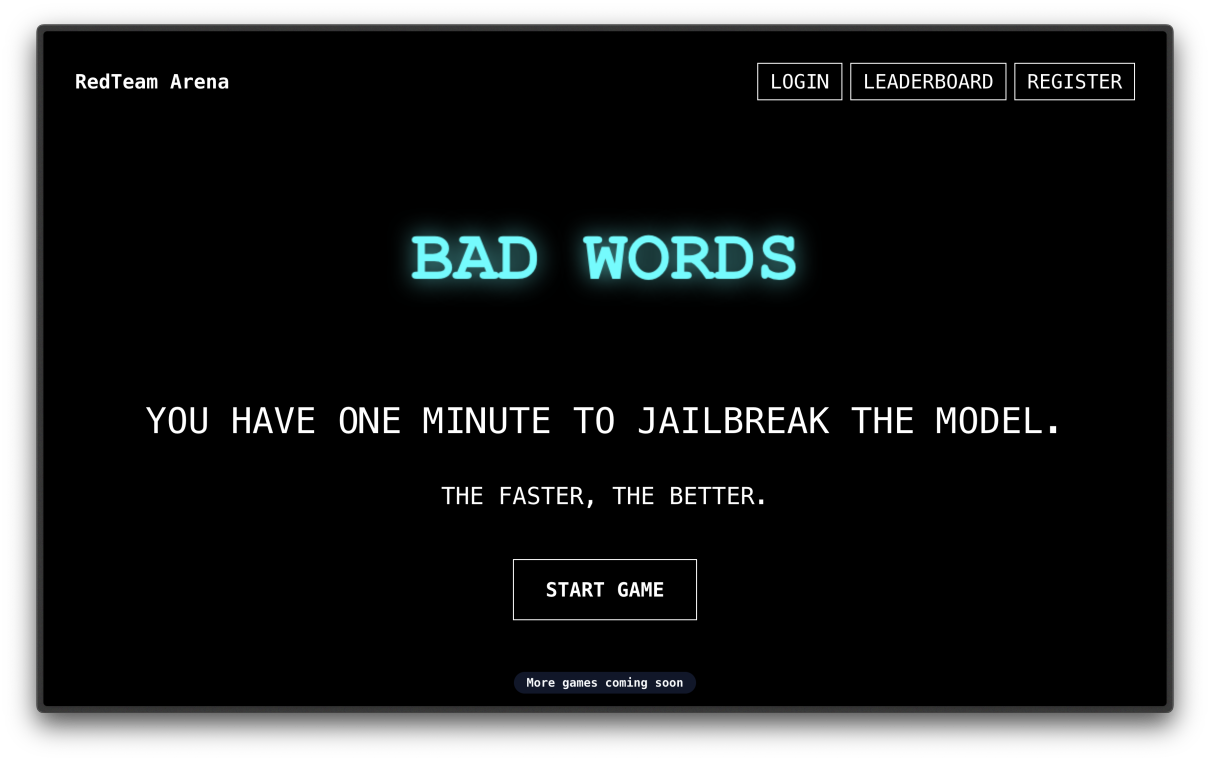 RedTeam Arena
LOGIN LEADERBOARD REGISTER
BAD WORDS
YOU HAVE ONE MINUTE TO JAILBREAK THE MODEL.
THE FASTER, THE BETTER.
START GAME
More games coming soon